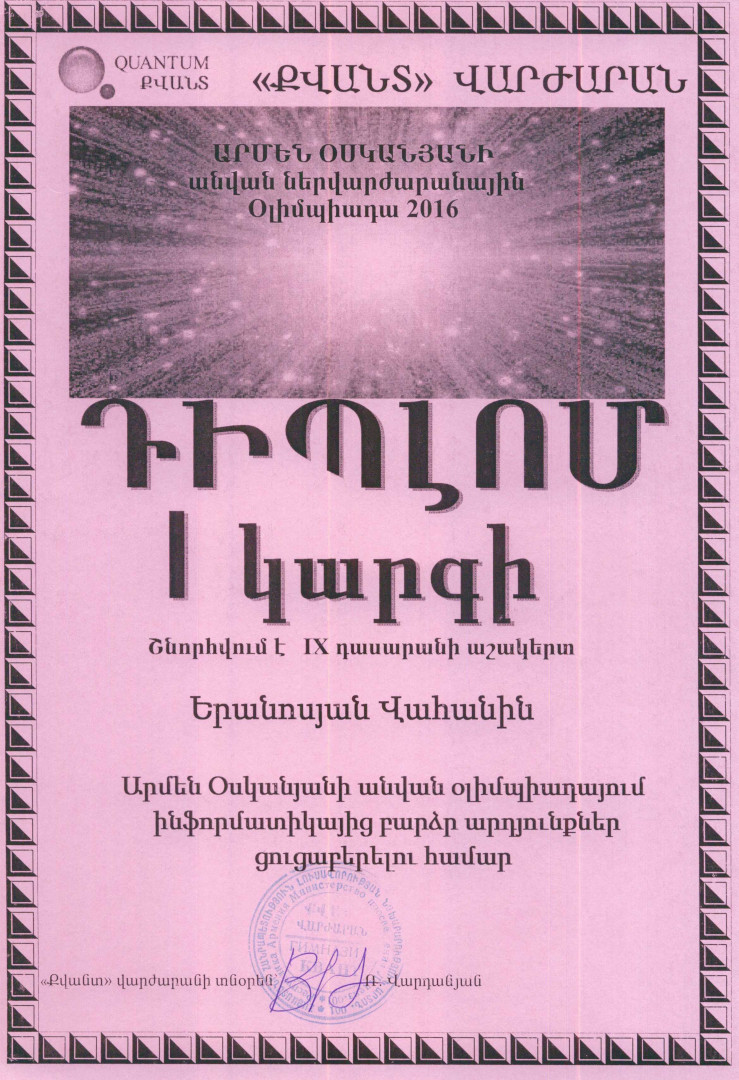 QUANTUM
ՔՎԱՆՏ
«ՔՎԱՆՏ» ՎԱՐԺԱՐԱՆ
ԱՐՄԵՆ ՕՍԿԱՆՅԱՆԻ
անվան ներվարժարանային
Օլիմպիադա 2016
ԴԻՊԼՈՄ
I կարգի
Շնորհվում է IX դասարանի աշակերտ
Երանոսյան Վահանին
Արմեն Օսկանյանի անվան օլիմպիադայում
ինֆորմատիկայից բարձր արդյունքներ
ցուցաբերելու համար
ՎԱՐԺԱՐԱՆ
«Քվանտ» վարժարանի տնօրեն՝ Վարդանյան